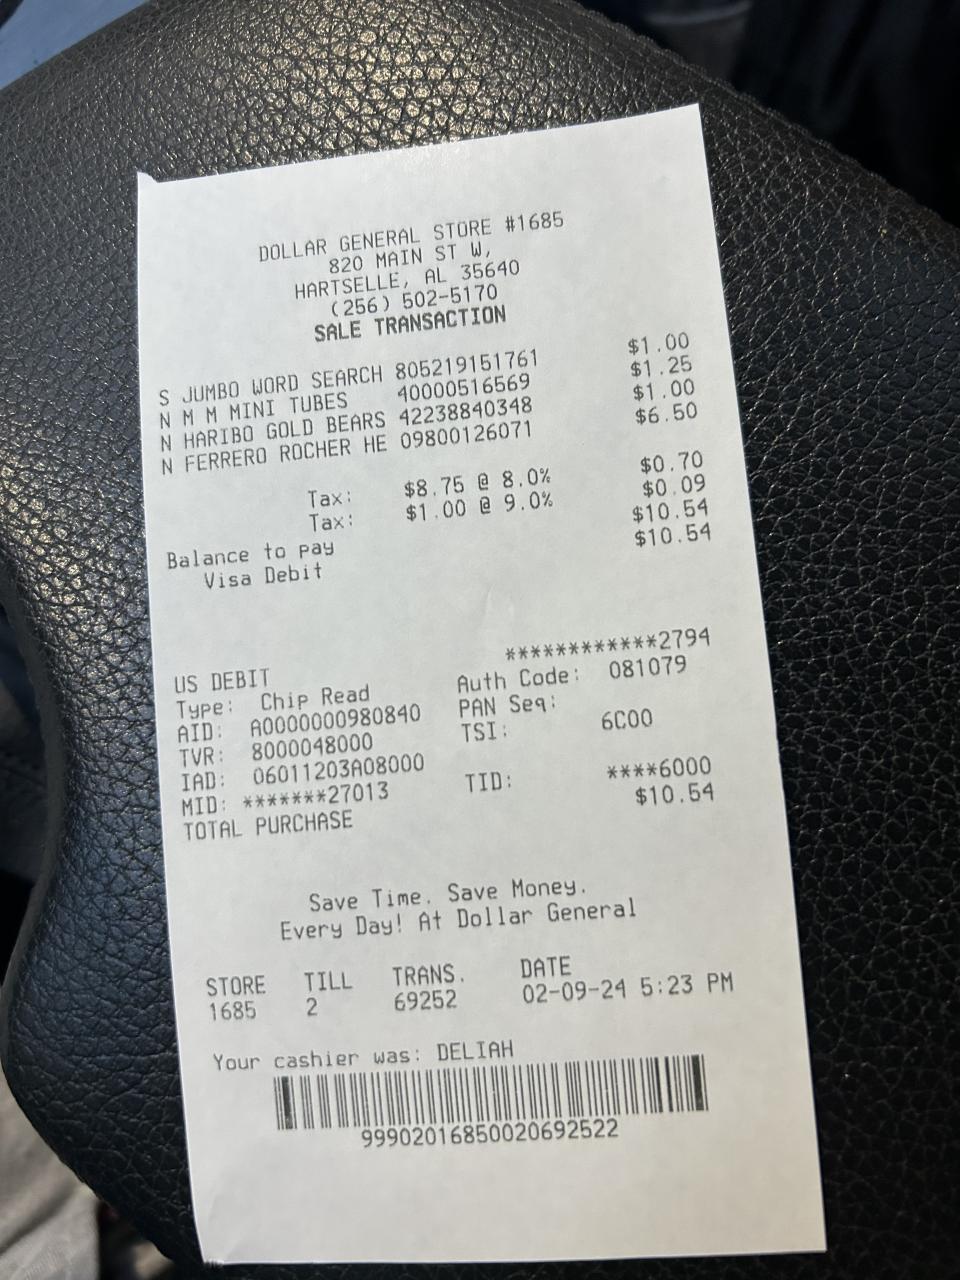 DOLLAR GENERAL STORE #1685
820 MAIN ST W,
HARTSELLE, AL 35640
(256) 502-5170
SALE TRANSACTION
S JUMBO WORD SEARCH 805219151761 $1.00
N M M MINI TUBES 40000516569 $1.25
N HARIBO GOLD BEARS 42238840348 $1.00
N FERRERO ROCHER HE 09800126071 $6.50
Tax: $8.75 @ 8.0% $0.70
Tax: $1.00 @ 9.0% $0.09
Balance to pay $10.54
Visa Debit $10.54
************2794
US DEBIT Auth Code: 081079
Type: Chip Read PAN Seq:
AID: A0000000980840 TSI: 6C00
TVR: 8000048000
IAD: 06011203A08000 TID: ****6000
MID: *******27013
TOTAL PURCHASE $10.54
Save Time. Save Money.
Every Day! At Dollar General
STORE TILL TRANS. DATE
1685 2 69252 02-09-24 5:23 PM
Your cashier was: DELIAH
99902016850020692522